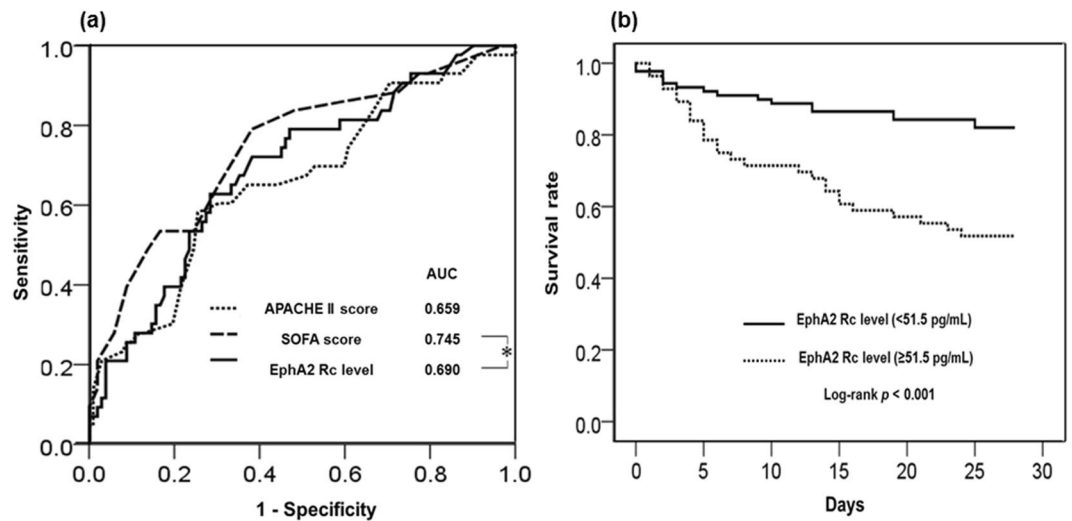 (a)
1.0
0.8
0.6
0.4
0.2
0.0
Sensitivity
AUC
APACHE II score 0.659
SOFA score 0.745
*
EphA2 Rc level 0.690
0.0 0.2 0.4 0.6 0.8 1.0
1 - Specificity
(b)
1.0
0.8
0.6
0.4
0.2
0.0
Survival rate
EphA2 Rc level (<51.5 pg/mL)
EphA2 Rc level (≥51.5 pg/mL)
Log-rank p < 0.001
0 5 10 15 20 25 30
Days